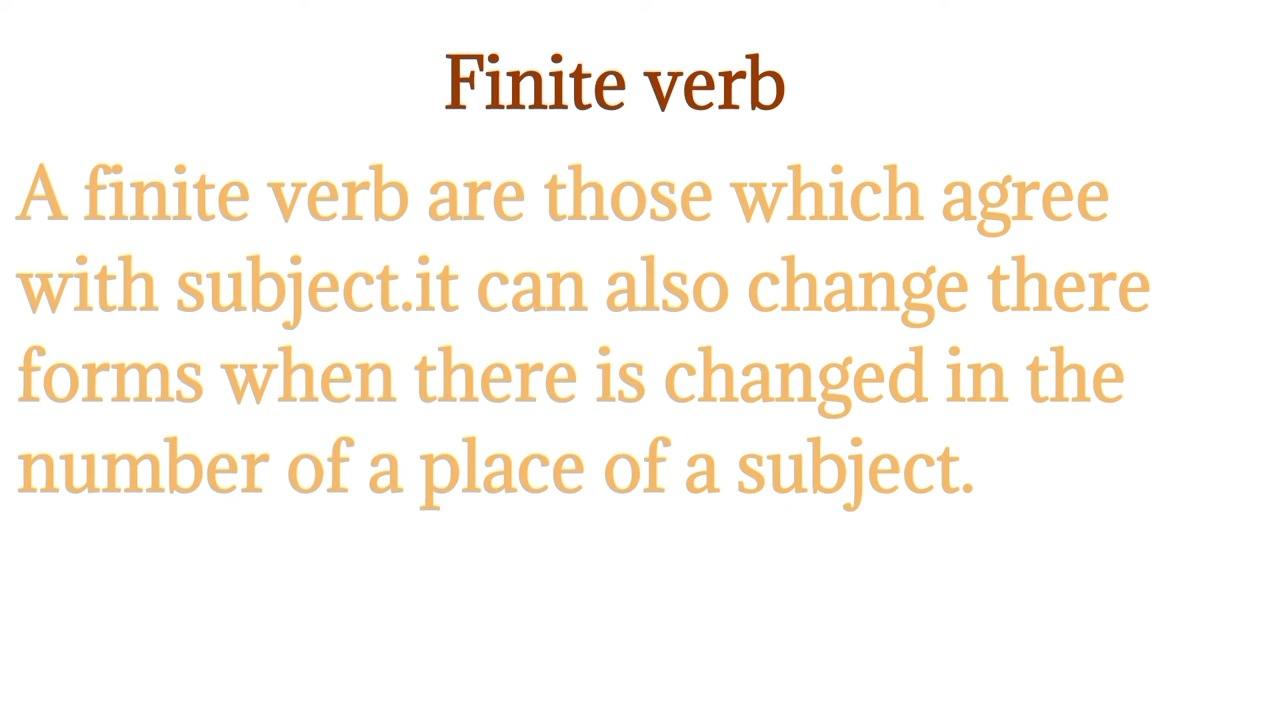 Finite verb
A finite verb are those which agree
with subject.it can also change there
forms when there is changed in the
number of a place of a subject.